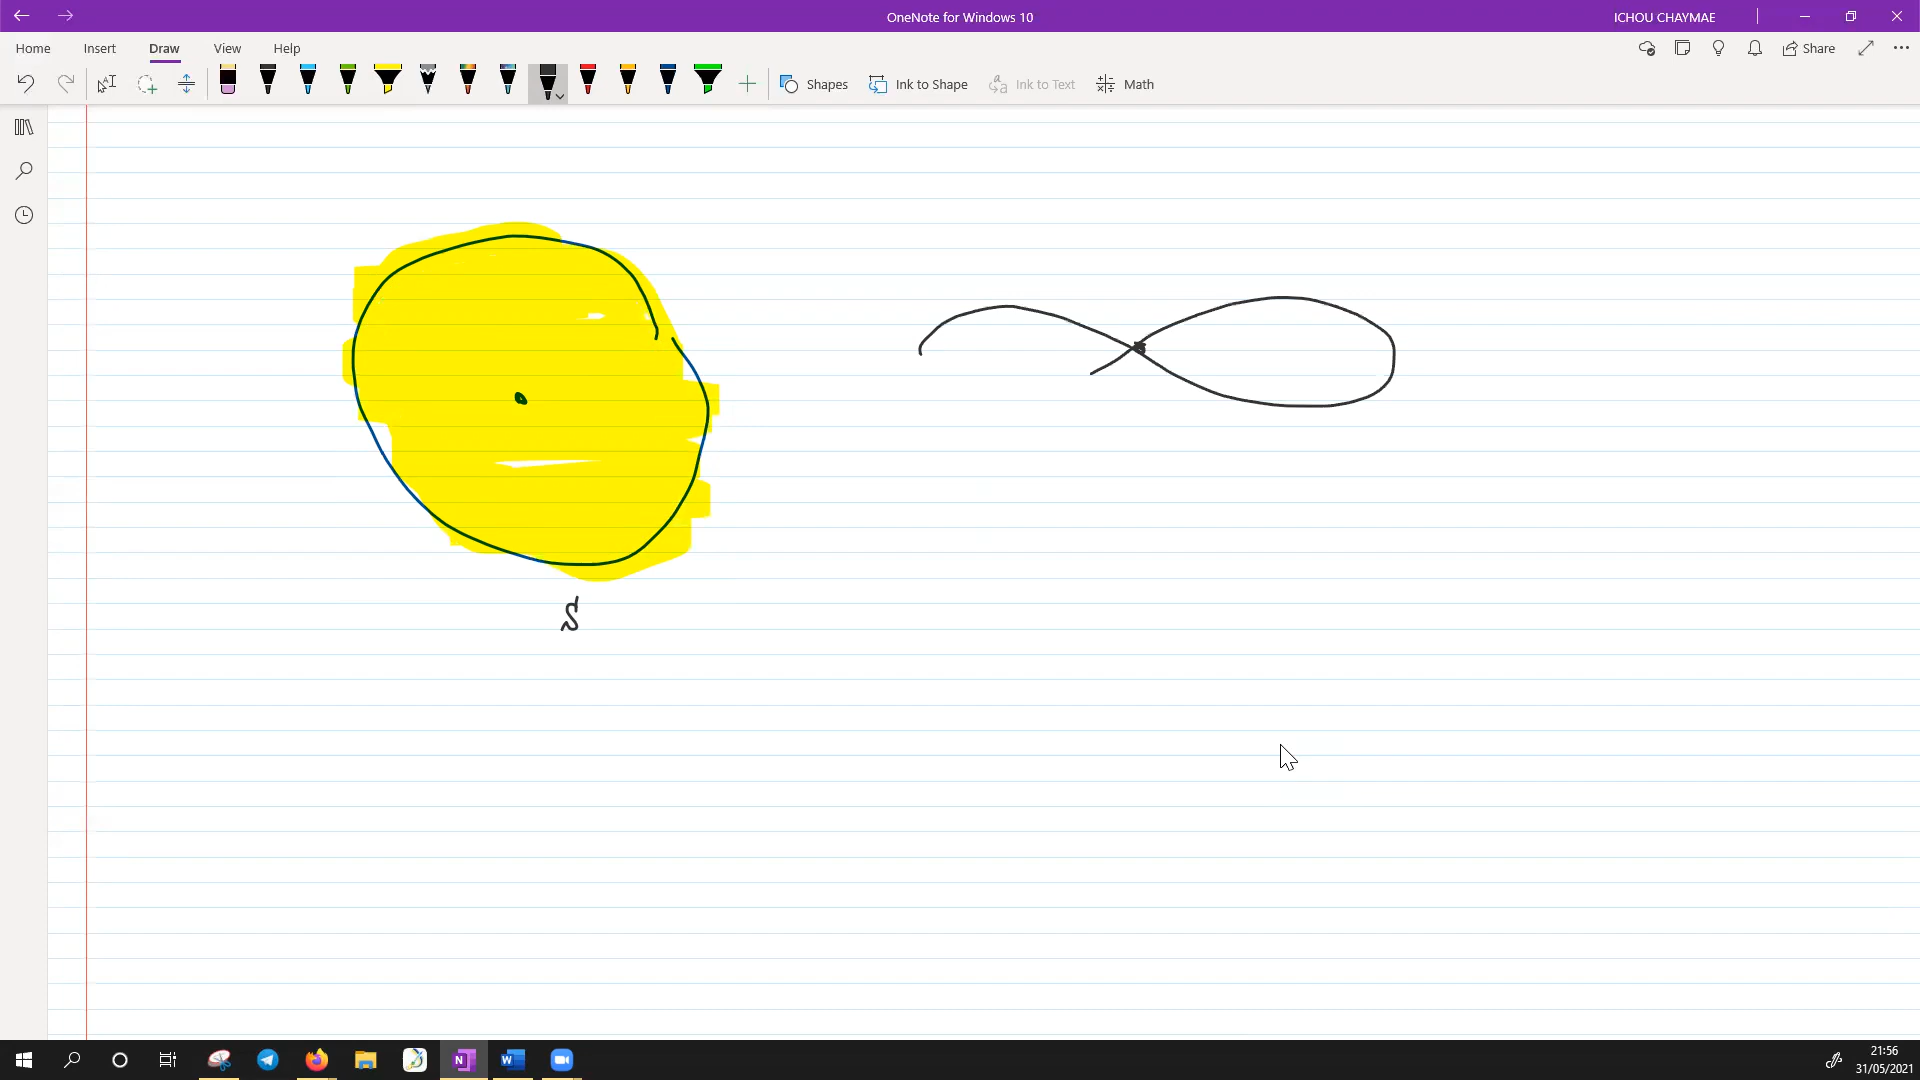 OneNote for Windows 10
ICHOU CHAYMAE
Home Insert Draw View Help
Share
Shapes Ink to Shape Ink to Text Math
S
21:56
31/05/2021